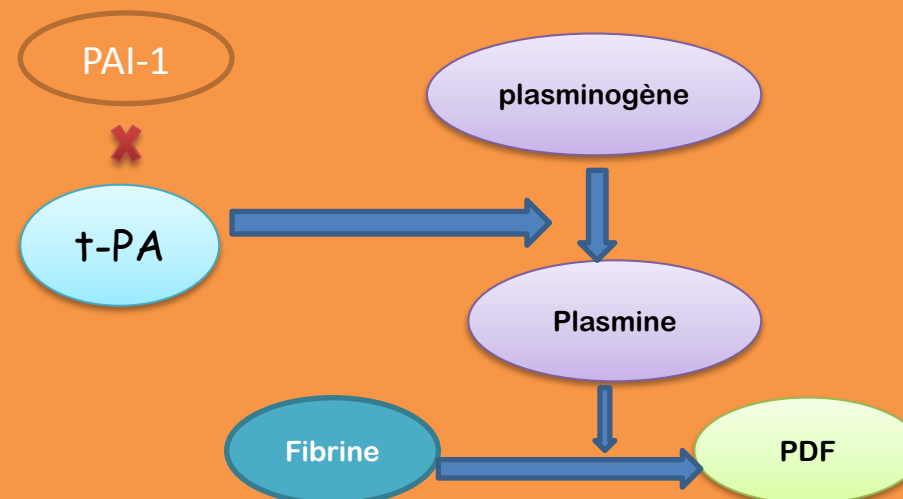 PAI-1
plasminogène
t-PA
Plasmine
Fibrine
PDF